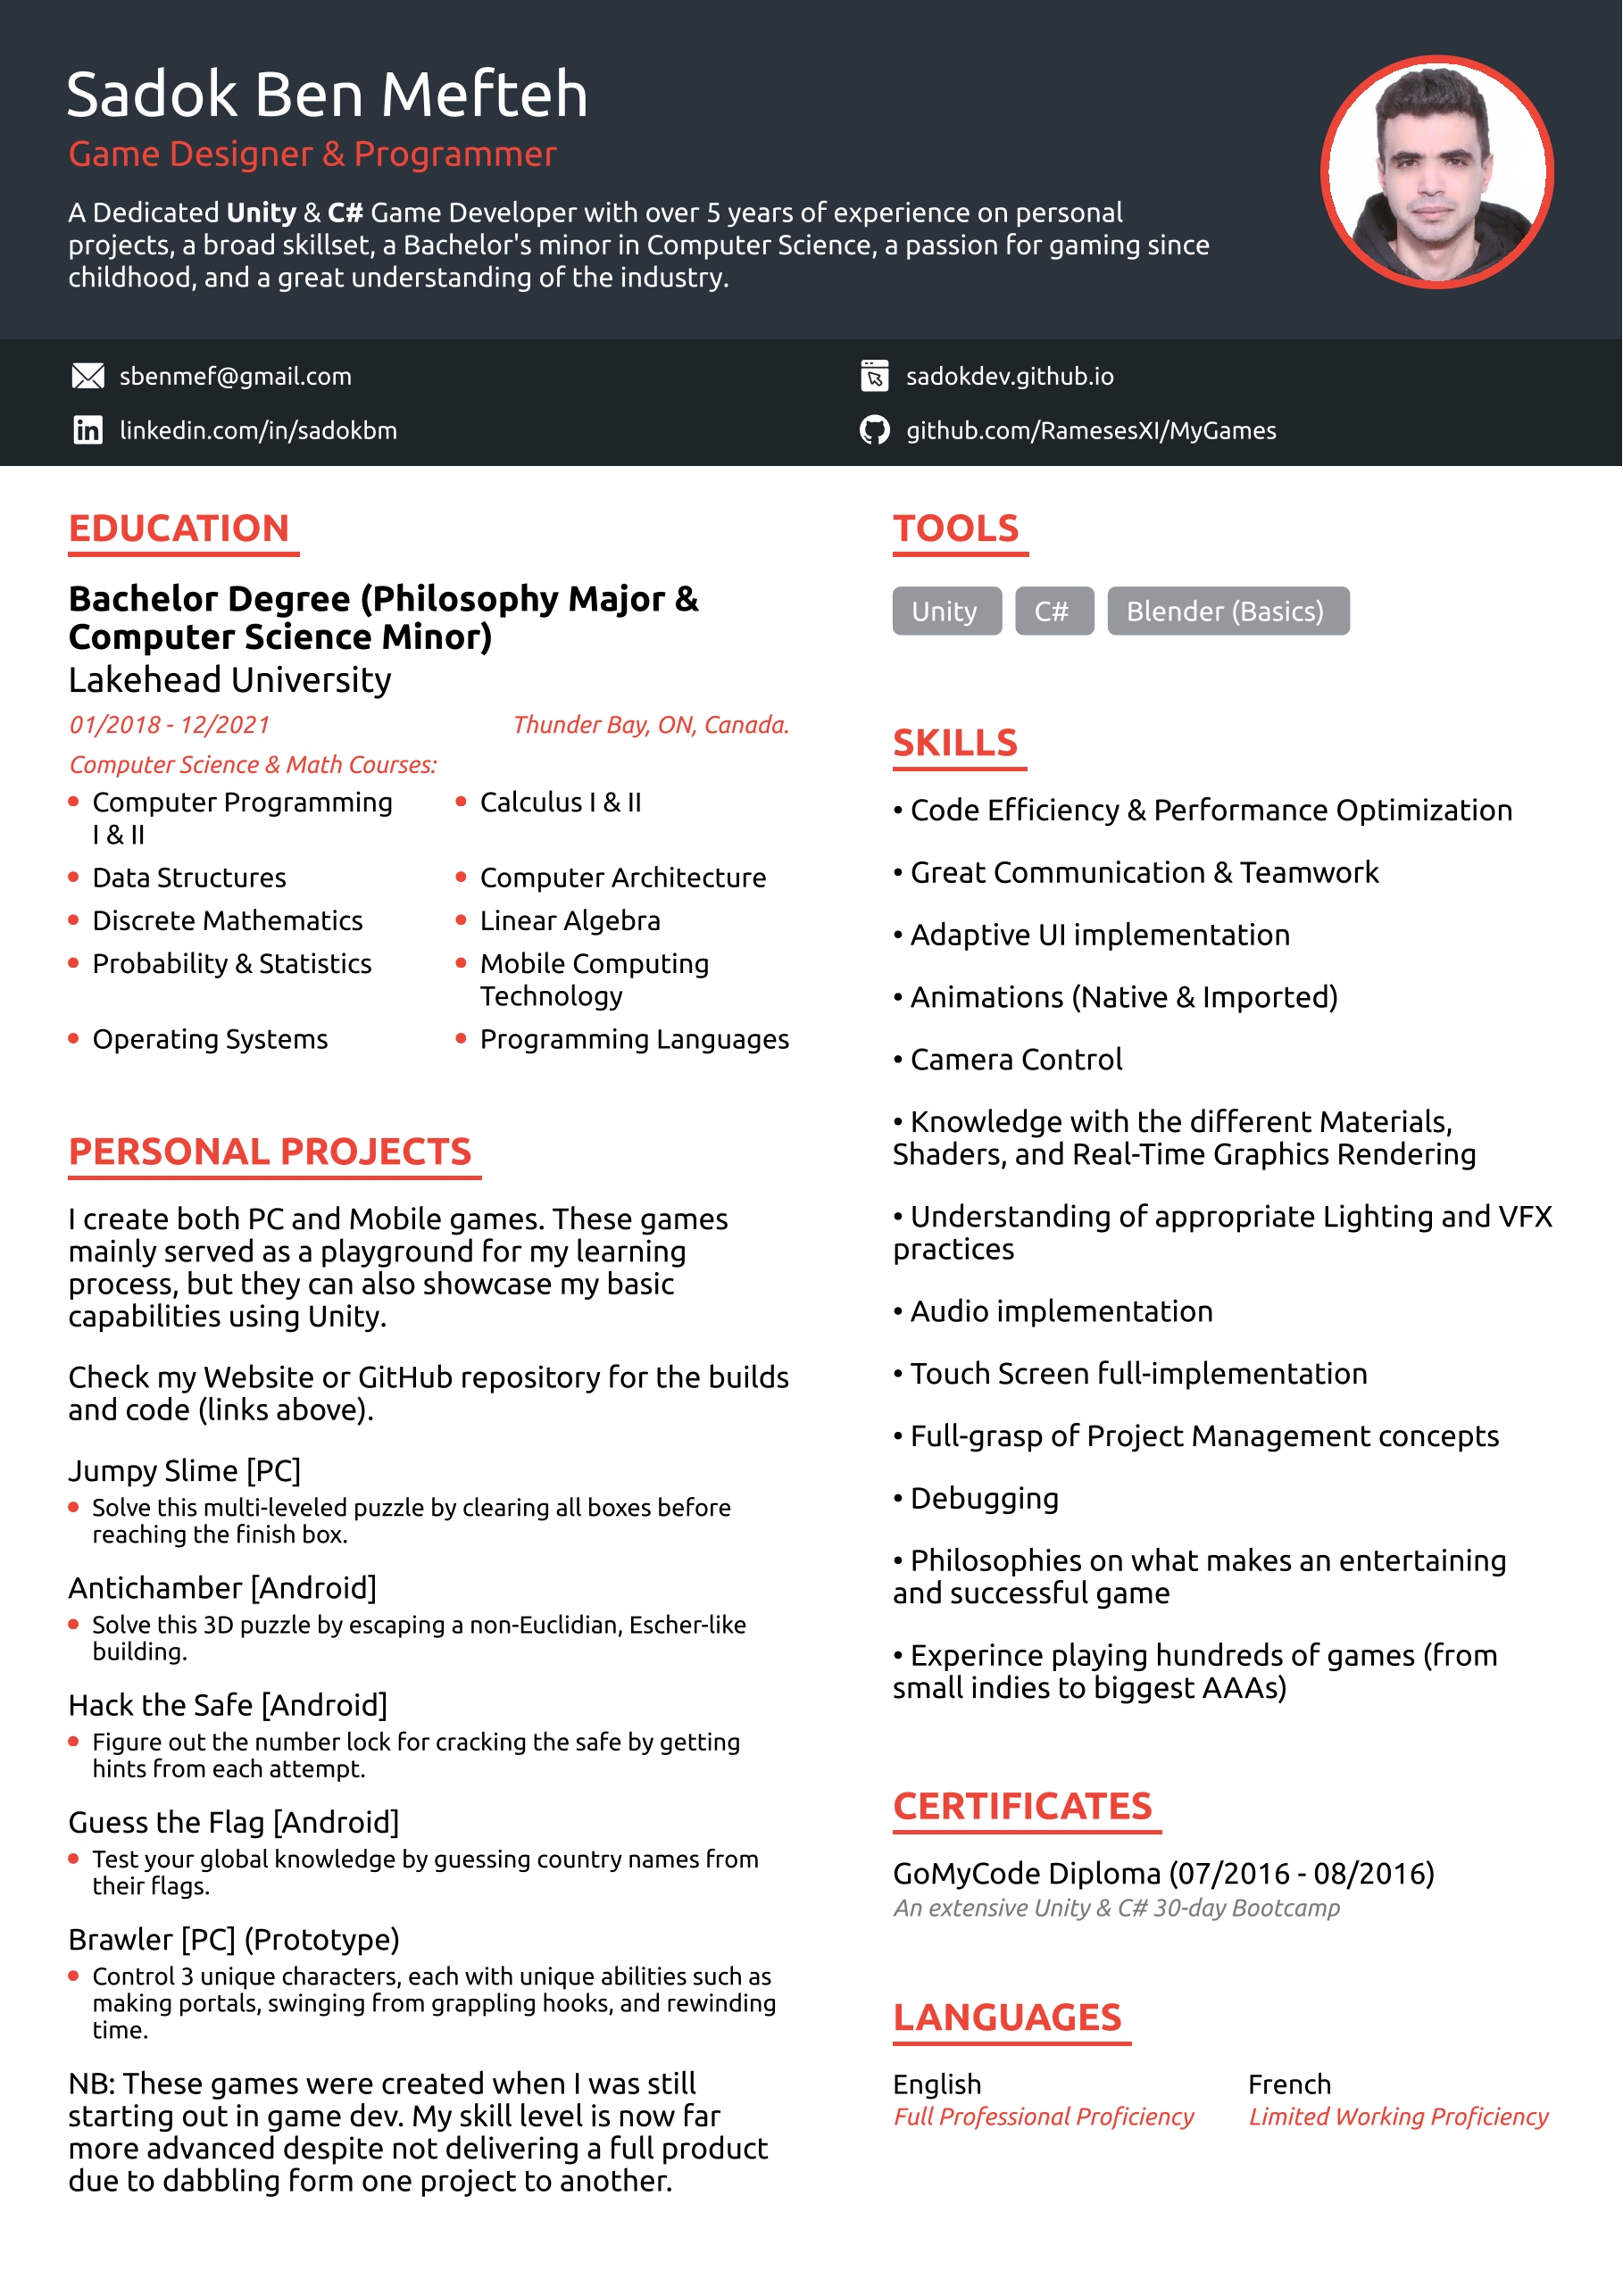 Sadok Ben Mefteh
Game Designer & Programmer
A Dedicated Unity & C# Game Developer with over 5 years of experience on personal
projects, a broad skillset, a Bachelor's minor in Computer Science, a passion for gaming since
childhood, and a great understanding of the industry.
sbenmef@gmail.com
sadokdev.github.io
linkedin.com/in/sadokbm
github.com/RamesesXI/MyGames
EDUCATION
Bachelor Degree (Philosophy Major &
Computer Science Minor)
Lakehead University
01/2018 - 12/2021
Thunder Bay, ON, Canada.
Computer Science & Math Courses:
Computer Programming
I & II
Calculus I & II
Data Structures
Computer Architecture
Discrete Mathematics
Linear Algebra
Probability & Statistics
Mobile Computing
Technology
Operating Systems
Programming Languages
PERSONAL PROJECTS
I create both PC and Mobile games. These games
mainly served as a playground for my learning
process, but they can also showcase my basic
capabilities using Unity.
Check my Website or GitHub repository for the builds
and code (links above).
Jumpy Slime [PC]
Solve this multi-leveled puzzle by clearing all boxes before
reaching the finish box.
Antichamber [Android]
Solve this 3D puzzle by escaping a non-Euclidian, Escher-like
building.
Hack the Safe [Android]
Figure out the number lock for cracking the safe by getting
hints from each attempt.
Guess the Flag [Android]
Test your global knowledge by guessing country names from
their flags.
Brawler [PC] (Prototype)
Control 3 unique characters, each with unique abilities such as
making portals, swinging from grappling hooks, and rewinding
time.
NB: These games were created when I was still
starting out in game dev. My skill level is now far
more advanced despite not delivering a full product
due to dabbling form one project to another.
TOOLS
Unity
C#
Blender (Basics)
SKILLS
• Code Efficiency & Performance Optimization
• Great Communication & Teamwork
• Adaptive UI implementation
• Animations (Native & Imported)
• Camera Control
• Knowledge with the different Materials,
Shaders, and Real-Time Graphics Rendering
• Understanding of appropriate Lighting and VFX
practices
• Audio implementation
• Touch Screen full-implementation
• Full-grasp of Project Management concepts
• Debugging
• Philosophies on what makes an entertaining
and successful game
• Experince playing hundreds of games (from
small indies to biggest AAAs)
CERTIFICATES
GoMyCode Diploma (07/2016 - 08/2016)
An extensive Unity & C# 30-day Bootcamp
LANGUAGES
English
Full Professional Proficiency
French
Limited Working Proficiency